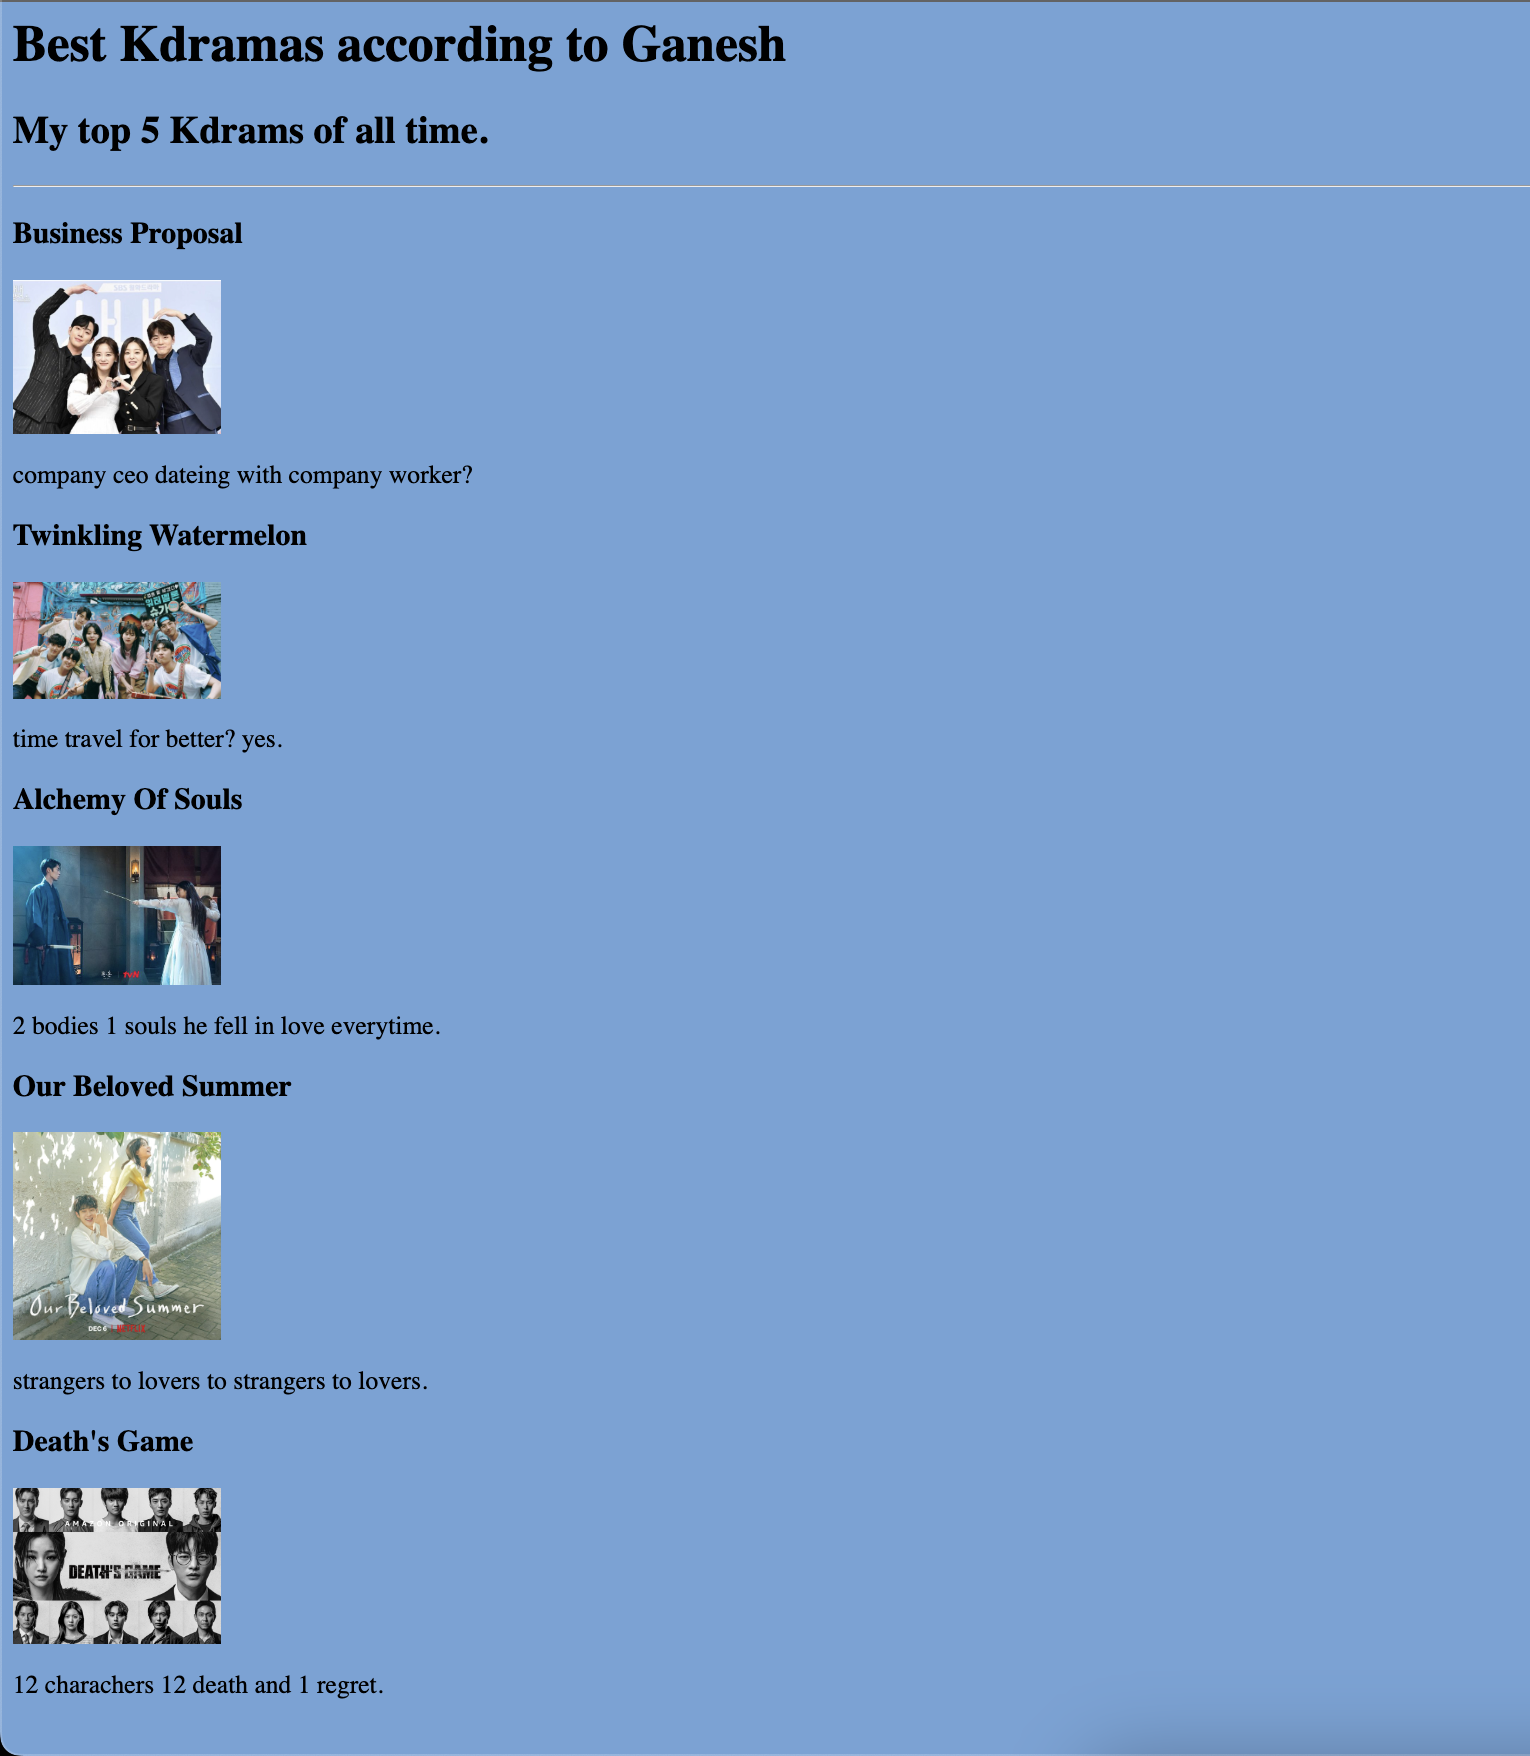 Best Kdramas according to Ganesh
My top 5 Kdrams of all time.
Business Proposal
company ceo dateing with company worker?
Twinkling Watermelon
time travel for better? yes.
Alchemy Of Souls
tvN
2 bodies 1 souls he fell in love everytime.
Our Beloved Summer
Our Beloved Summer
DEC 6
strangers to lovers to strangers to lovers.
Death's Game
AMAZON ORIGINAL
DEATH'S GAME
12 charachers 12 death and 1 regret.